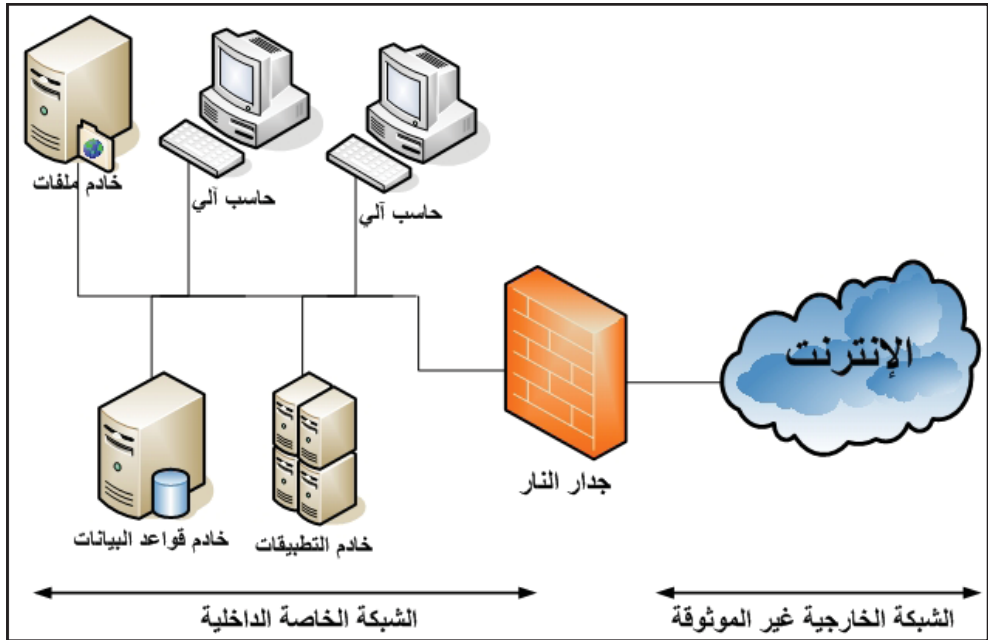 خادم ملفات
حاسب آلي
حاسب آلي
الإنترنت
جدار النار
خادم قواعد البيانات
خادم التطبيقات
الشبكة الخاصة الداخلية
الشبكة الخارجية غير الموثوقة